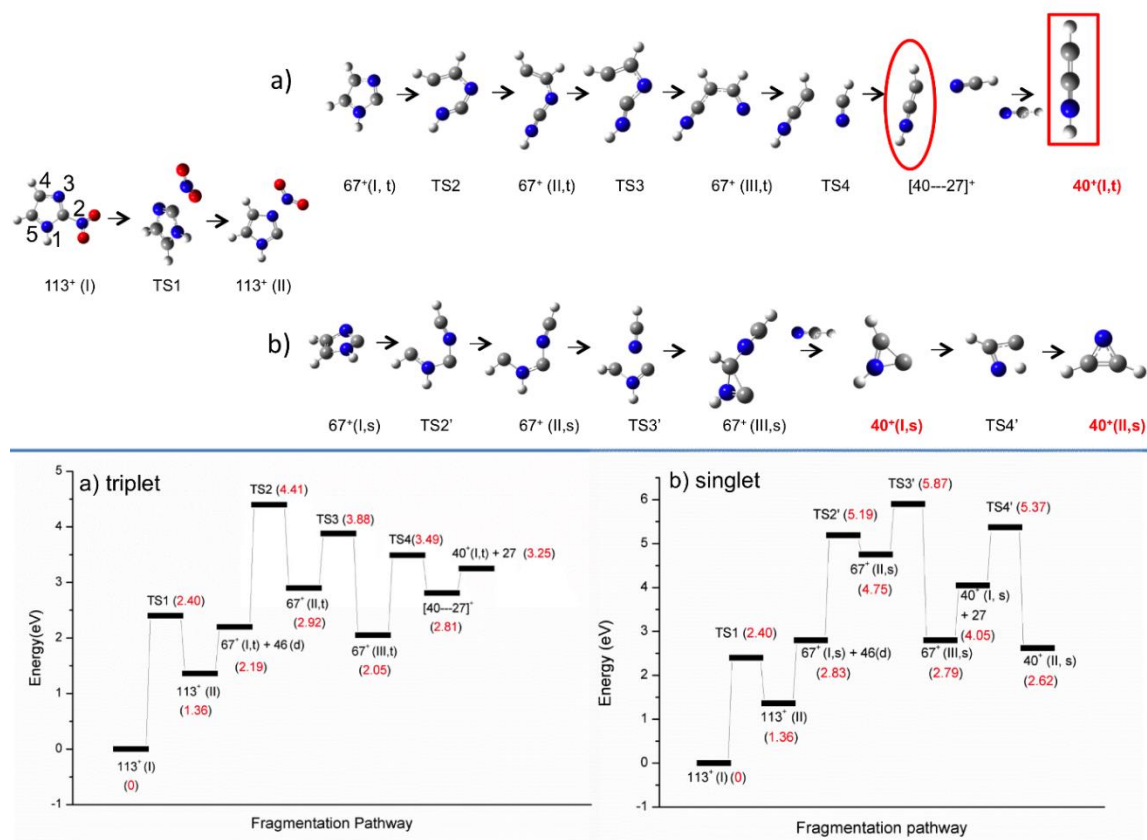 a)
67⁺(I, t) TS2 67⁺ (II,t) TS3 67⁺ (III,t) TS4 [40---27]⁺ 40⁺(I,t)
4 3 2 5 1
113⁺ (I) TS1 113⁺ (II)
b)
67⁺(I,s) TS2' 67⁺ (II,s) TS3' 67⁺ (III,s) 40⁺(I,s) TS4' 40⁺(II,s)
a) triplet
Energy(eV)
5
4
3
2
1
0
-1
113⁺(I)
(0)
TS1 (2.40)
113⁺ (II)
(1.36)
67⁺(I,t) + 46(d)
(2.19)
TS2 (4.41)
67⁺ (II,t)
(2.92)
TS3 (3.88)
67⁺ (III,t)
(2.05)
TS4 (3.49)
[40---27]⁺
(2.81)
40⁺(I,t) + 27 (3.25)
Fragmentation Pathway
b) singlet
Energy (eV)
6
5
4
3
2
1
0
-1
113⁺(I) (0)
TS1 (2.40)
113⁺ (II)
(1.36)
67⁺(I,s) + 46(d)
(2.83)
TS2' (5.19)
67⁺ (II,s)
(4.75)
TS3' (5.87)
67⁺(III,s)
(2.79)
40⁺(I, s)
+ 27
(4.05)
TS4' (5.37)
40⁺ (II, s)
(2.62)
Fragmentation pathway